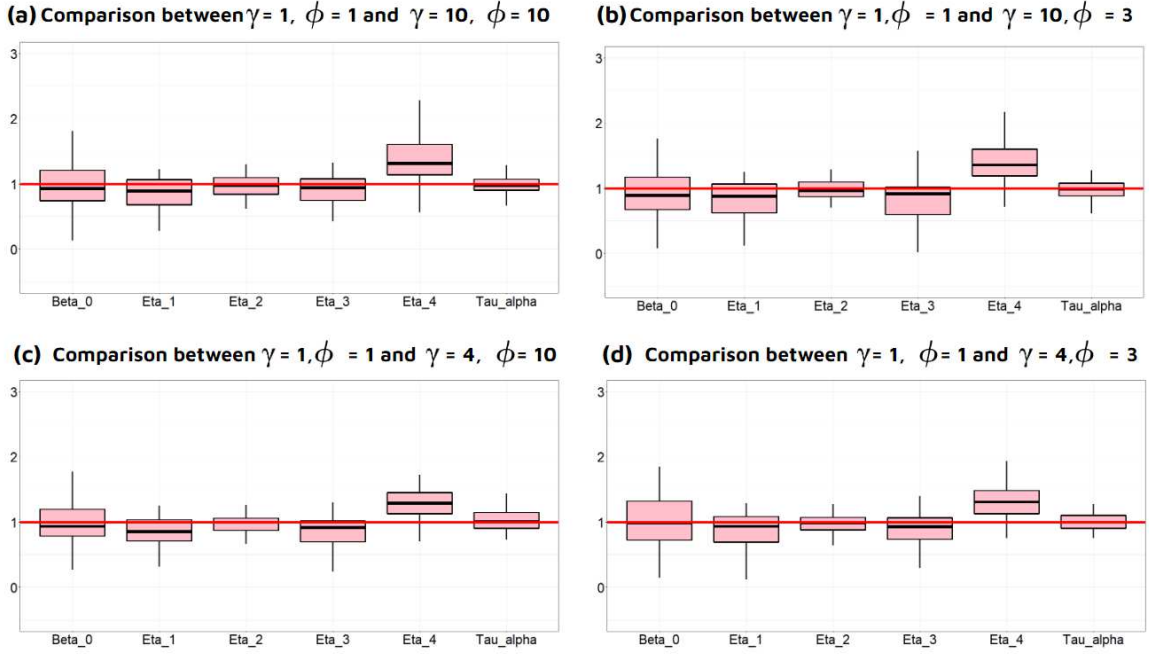 (a) Comparison between γ = 1, ϕ = 1 and γ = 10, ϕ = 10
3
2
1
0
Beta_0 Eta_1 Eta_2 Eta_3 Eta_4 Tau_alpha
(b) Comparison between γ = 1, ϕ = 1 and γ = 10, ϕ = 3
3
2
1
0
Beta_0 Eta_1 Eta_2 Eta_3 Eta_4 Tau_alpha
(c) Comparison between γ = 1, ϕ = 1 and γ = 4, ϕ = 10
3
2
1
0
Beta_0 Eta_1 Eta_2 Eta_3 Eta_4 Tau_alpha
(d) Comparison between γ = 1, ϕ = 1 and γ = 4, ϕ = 3
3
2
1
0
Beta_0 Eta_1 Eta_2 Eta_3 Eta_4 Tau_alpha